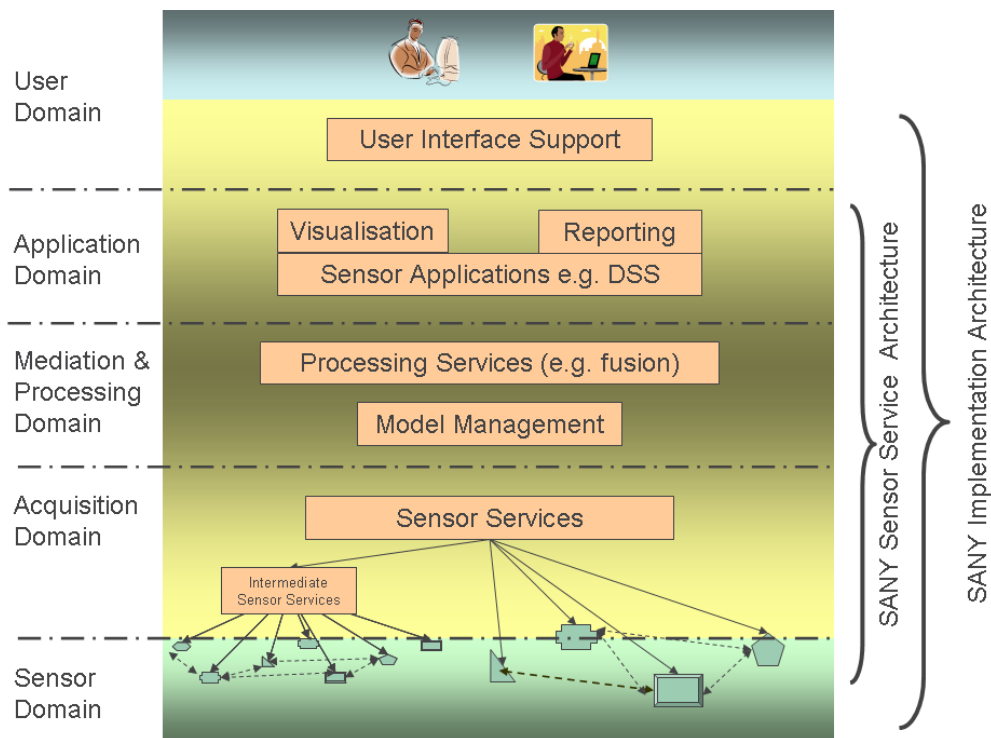 User
Domain
User Interface Support
Application
Domain
Visualisation
Reporting
Sensor Applications e.g. DSS
Mediation &
Processing
Domain
Processing Services (e.g. fusion)
Model Management
Acquisition
Domain
Sensor Services
Intermediate
Sensor Services
Sensor
Domain
SANY Sensor Service Architecture
SANY Implementation Architecture